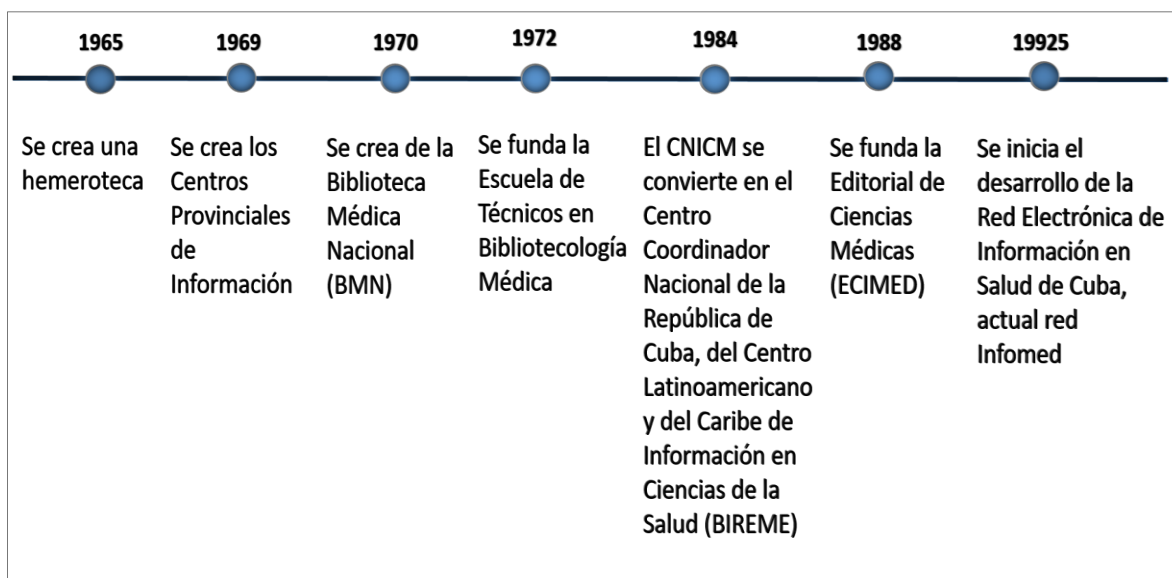 1965
1969
1970
1972
1984
1988
19925
Se crea una
hemeroteca
Se crea los
Centros
Provinciales
de
Información
Se crea de la
Biblioteca
Médica
Nacional
(BMN)
Se funda la
Escuela de
Técnicos en
Bibliotecología
Médica
El CNICM se
convierte en el
Centro
Coordinador
Nacional de la
República de
Cuba, del Centro
Latinoamericano
y del Caribe de
Información en
Ciencias de la
Salud (BIREME)
Se funda la
Editorial de
Ciencias
Médicas
(ECIMED)
Se inicia el
desarrollo de la
Red Electrónica de
Información en
Salud de Cuba,
actual red
Infomed